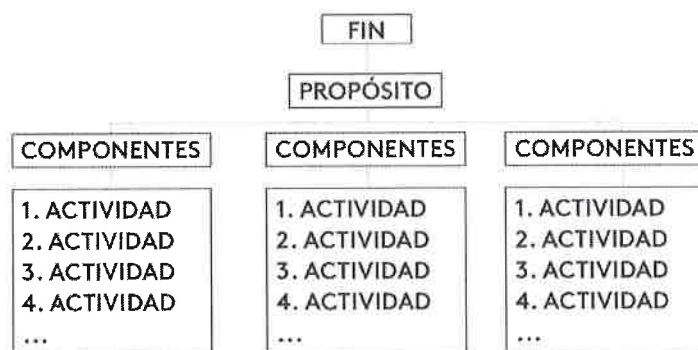 FIN
PROPÓSITO
COMPONENTES
COMPONENTES
COMPONENTES
1. ACTIVIDAD
2. ACTIVIDAD
3. ACTIVIDAD
4. ACTIVIDAD
...
1. ACTIVIDAD
2. ACTIVIDAD
3. ACTIVIDAD
4. ACTIVIDAD
...
1. ACTIVIDAD
2. ACTIVIDAD
3. ACTIVIDAD
4. ACTIVIDAD
...